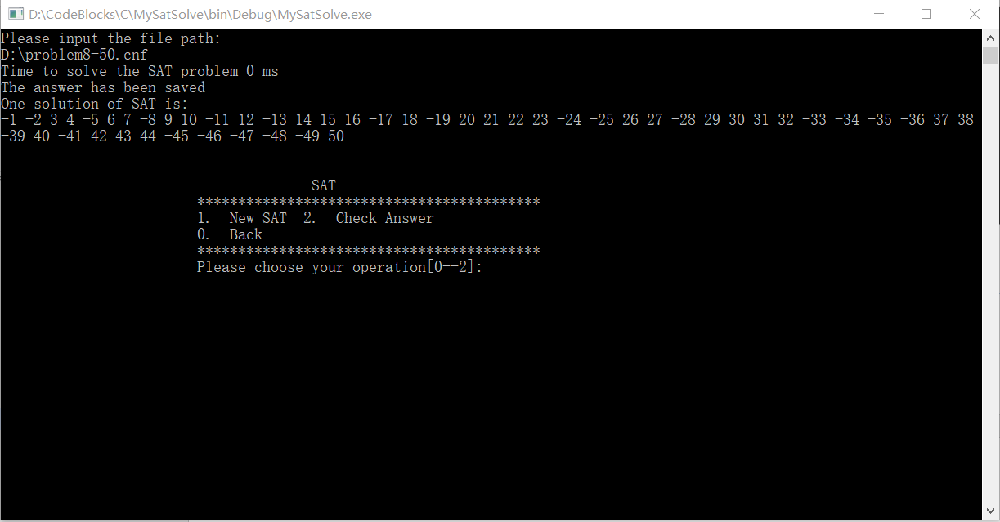 D:\CodeBlocks\C\MySatSolve\bin\Debug\MySatSolve.exe
Please input the file path:
D:\problem8-50.cnf
Time to solve the SAT problem 0 ms
The answer has been saved
One solution of SAT is:
-1 -2 3 4 -5 6 7 -8 9 10 -11 12 -13 14 15 16 -17 18 -19 20 21 22 23 -24 -25 26 27 -28 29 30 31 32 -33 -34 -35 -36 37 38
-39 40 -41 42 43 44 -45 -46 -47 -48 -49 50
SAT
******************************************
1. New SAT 2. Check Answer
0. Back
******************************************
Please choose your operation[0--2]: